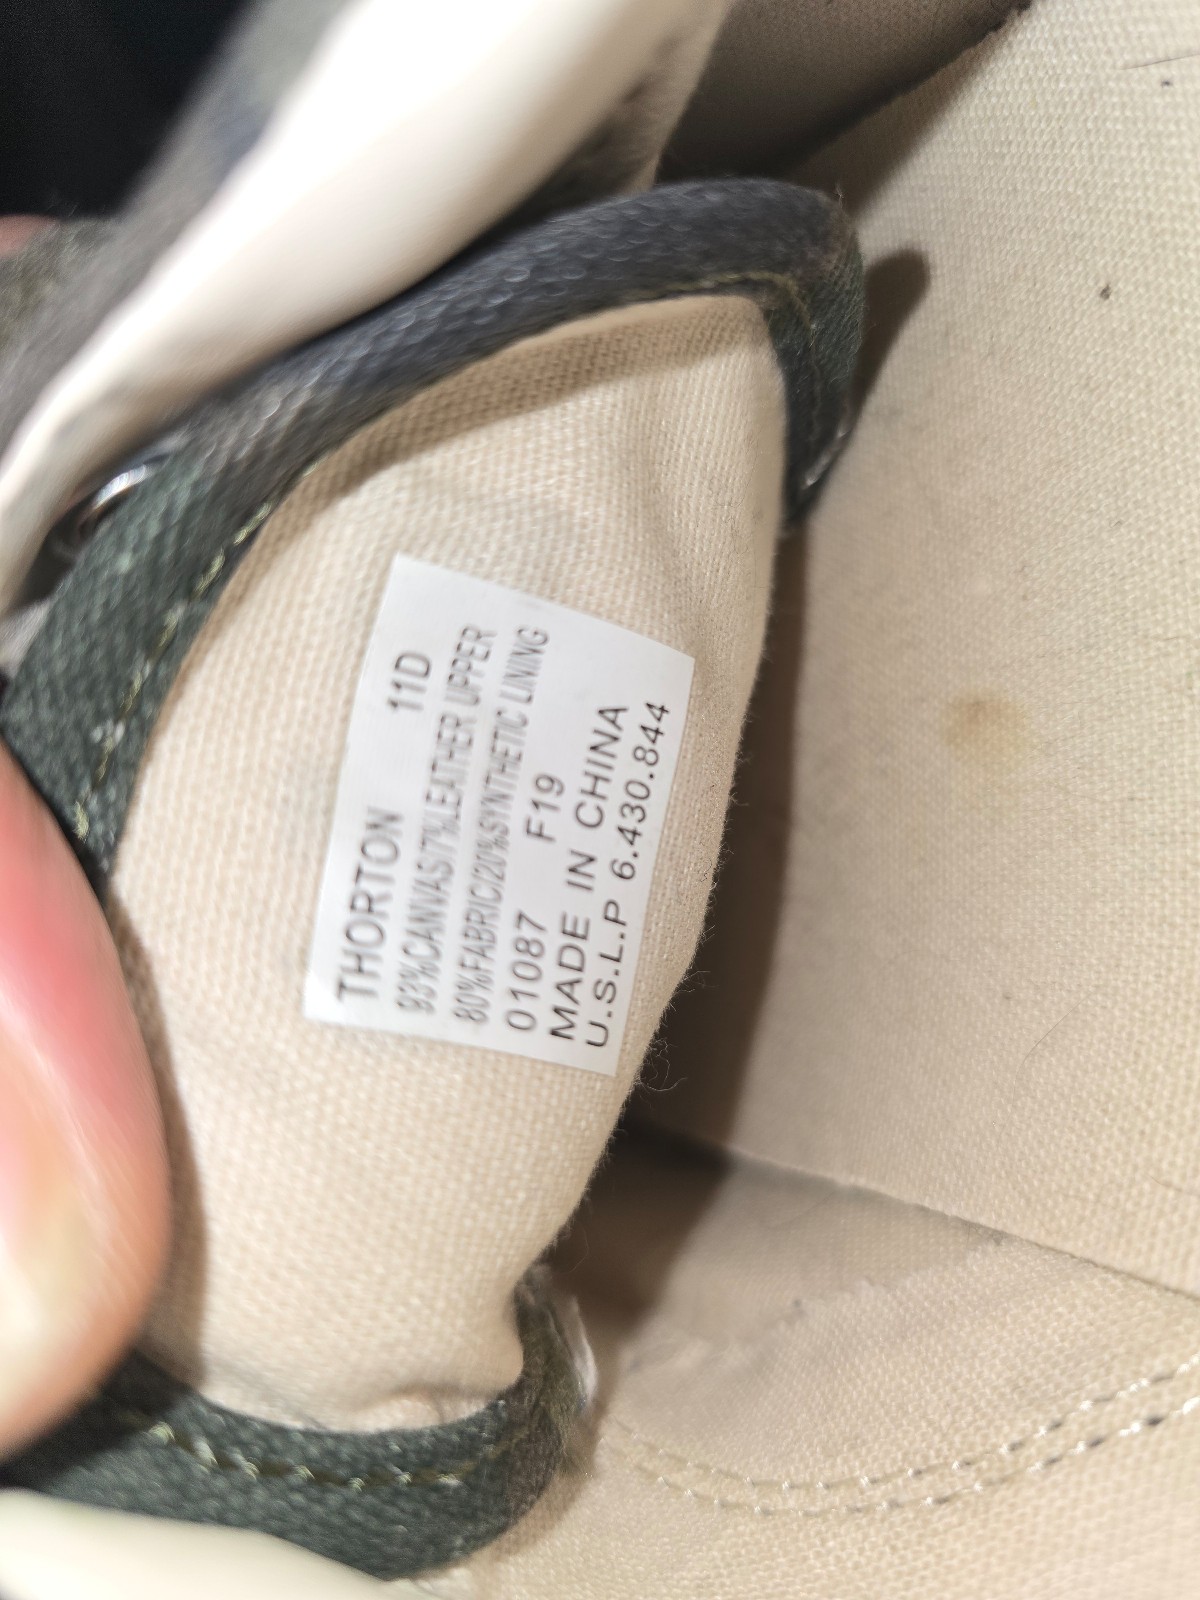 THORTON 11D
93%CANVAS/7%LEATHER UPPER
80%FABRIC/20%SYNTHETIC LINING
01087 F19
MADE IN CHINA
U.S.L.P 6.430.844